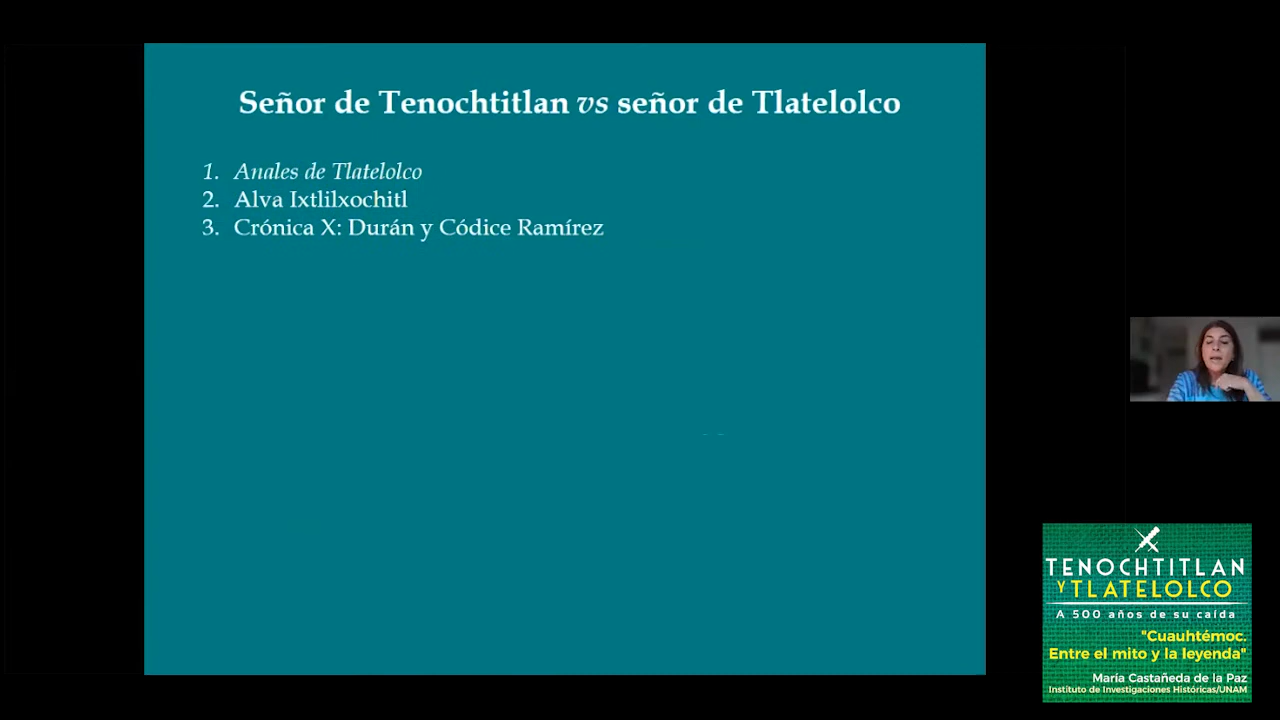 Señor de Tenochtitlan vs señor de Tlatelolco
1. Anales de Tlatelolco
2. Alva Ixtlilxochitl
3. Crónica X: Durán y Códice Ramírez
TENOCHTITLAN
Y TLATELOLCO
A 500 años de su caída
"Cuauhtémoc.
Entre el mito y la leyenda"
María Castañeda de la Paz
Instituto de Investigaciones Históricas/UNAM